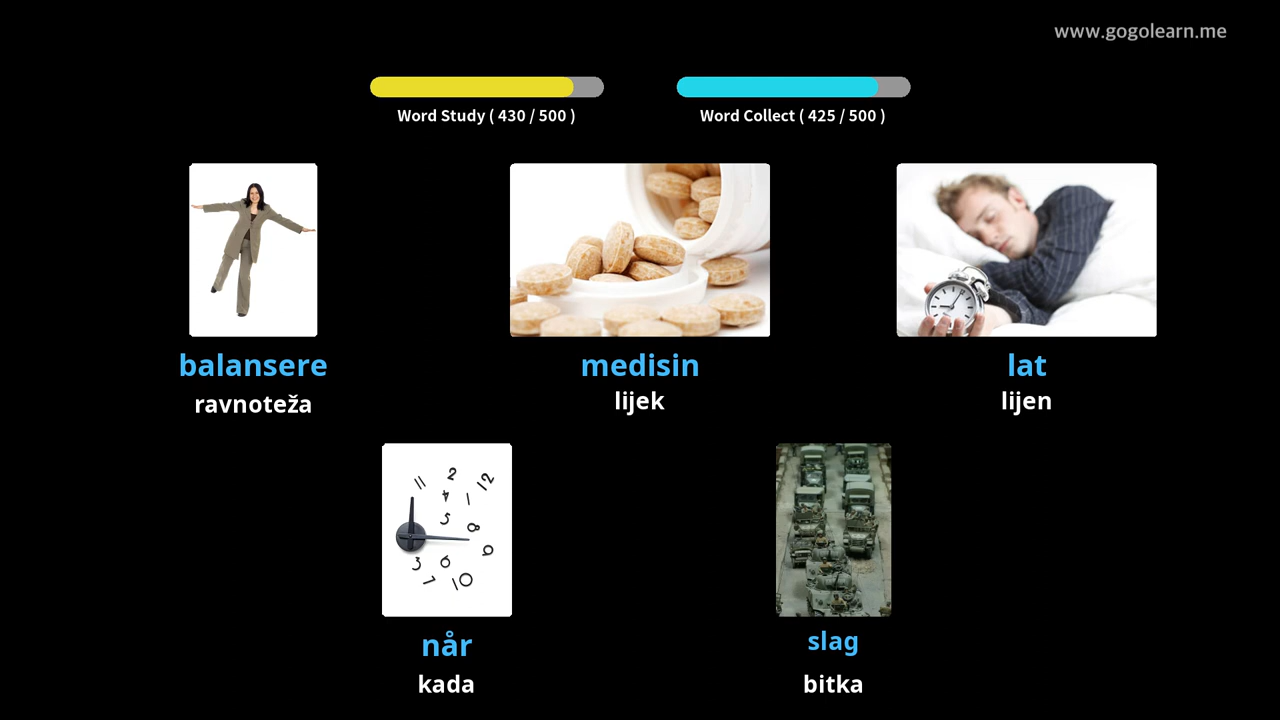 www.gogolearn.me
Word Study ( 430 / 500 )
Word Collect ( 425 / 500 )
balansere
ravnoteža
medisin
lijek
lat
lijen
når
kada
slag
bitka